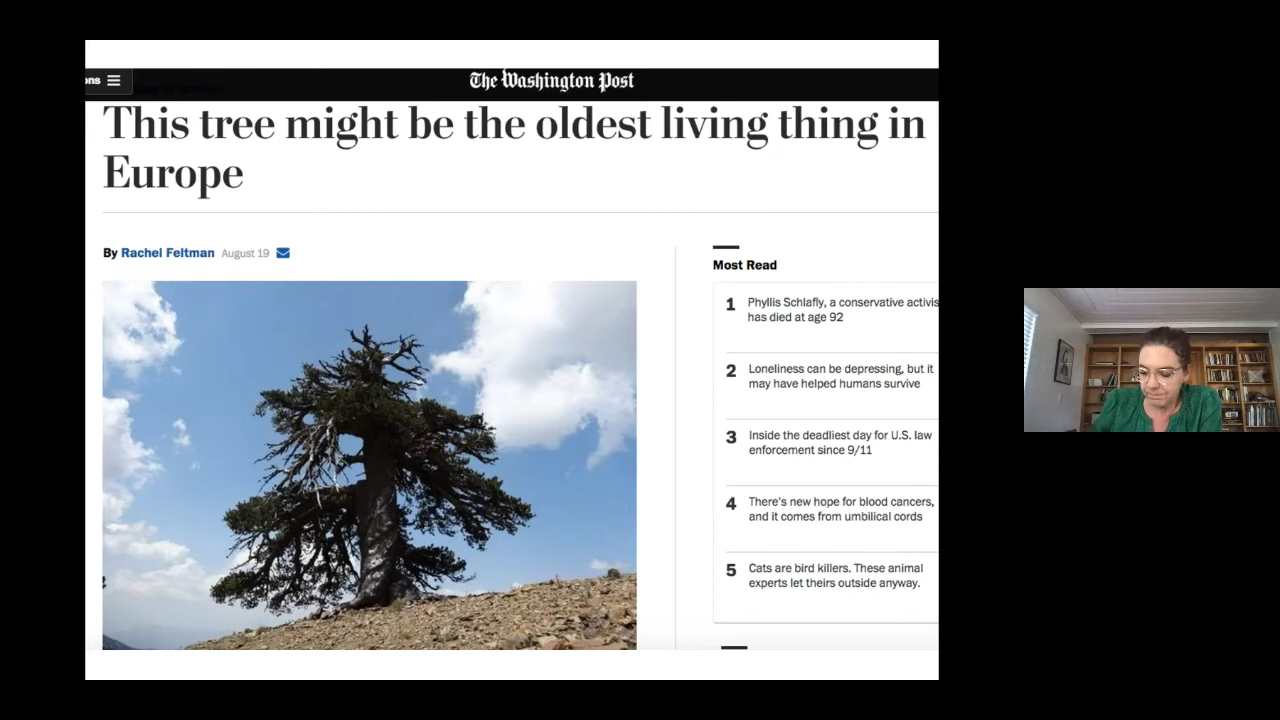 ons
The Washington Post
This tree might be the oldest living thing in
Europe
By Rachel Feltman August 19
Most Read
1 Phyllis Schlafly, a conservative activis
has died at age 92
2 Loneliness can be depressing, but it
may have helped humans survive
3 Inside the deadliest day for U.S. law
enforcement since 9/11
4 There's new hope for blood cancers,
and it comes from umbilical cords
5 Cats are bird killers. These animal
experts let theirs outside anyway.